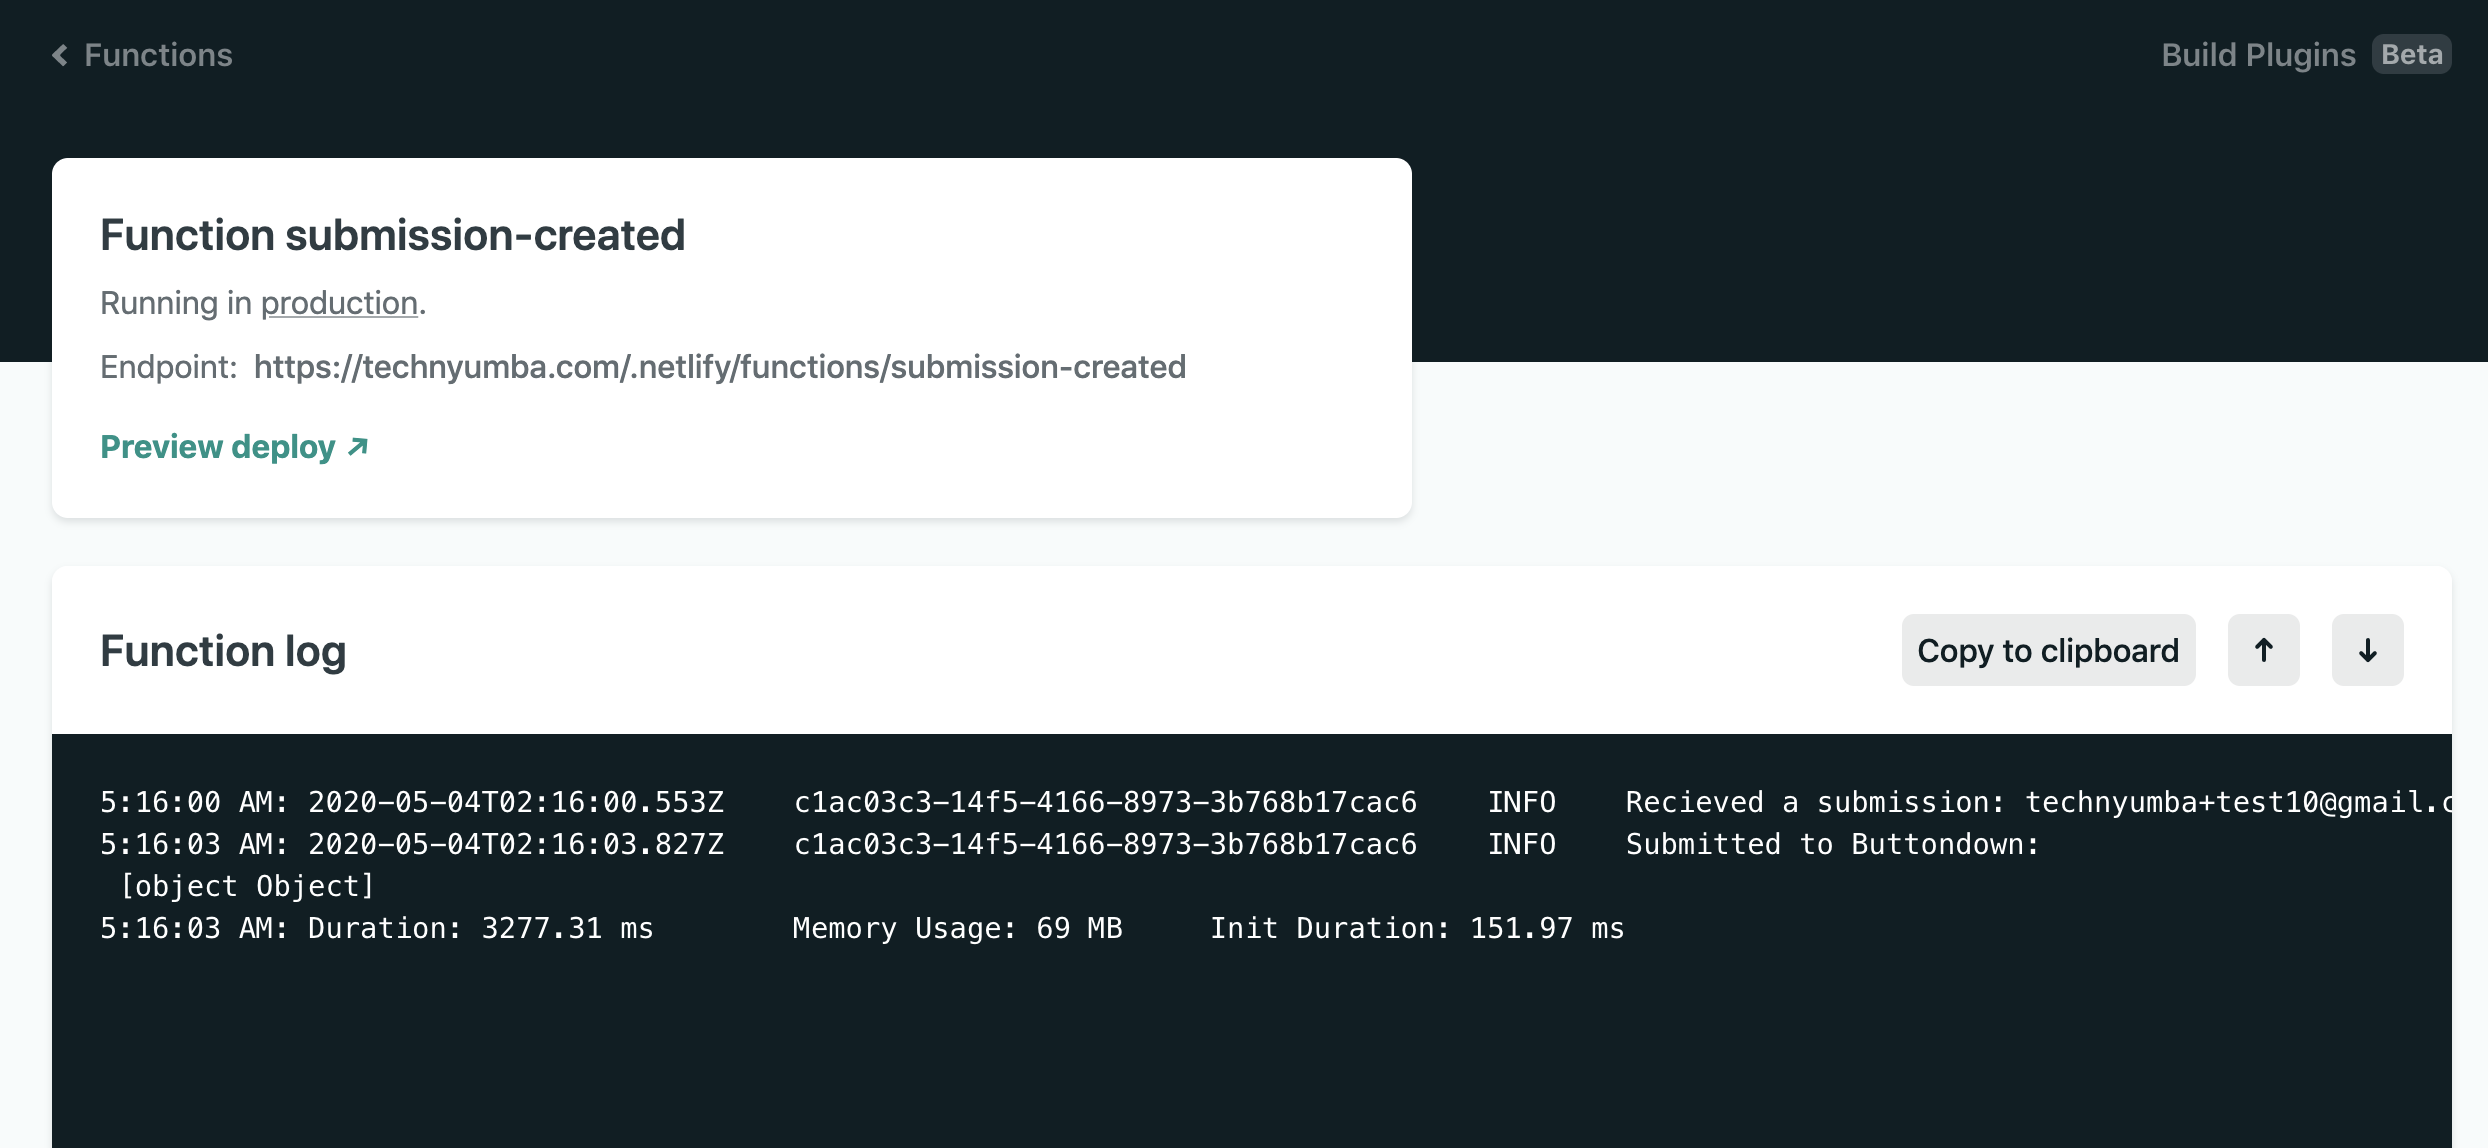 Functions
Build Plugins Beta
Function submission-created
Running in production.
Endpoint: https://technyumba.com/.netlify/functions/submission-created
Preview deploy ↗
Function log
Copy to clipboard ↑ ↓
5:16:00 AM: 2020-05-04T02:16:00.553Z    c1ac03c3-14f5-4166-8973-3b768b17cac6    INFO    Recieved a submission: technyumba+test10@gmail.c
5:16:03 AM: 2020-05-04T02:16:03.827Z    c1ac03c3-14f5-4166-8973-3b768b17cac6    INFO    Submitted to Buttondown:
[object Object]
5:16:03 AM: Duration: 3277.31 ms        Memory Usage: 69 MB     Init Duration: 151.97 ms